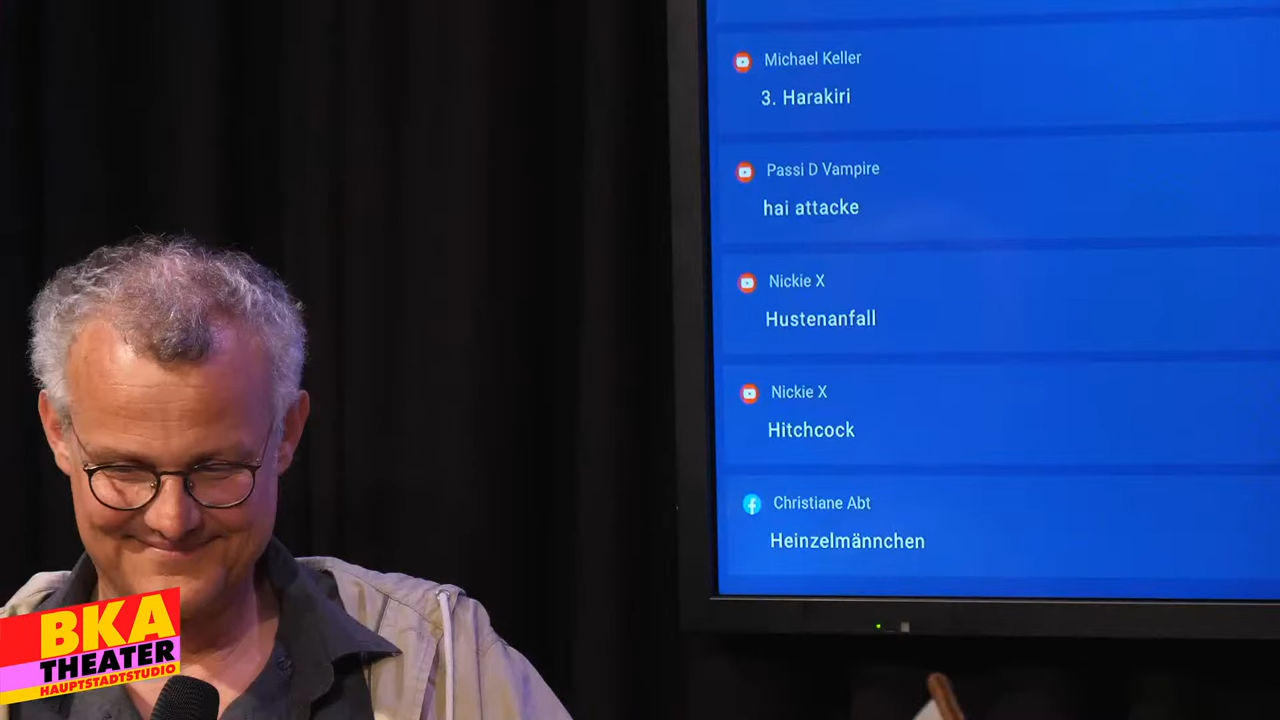 Michael Keller
3. Harakiri
Passi D Vampire
hai attacke
Nickie X
Hustenanfall
Nickie X
Hitchcock
Christiane Abt
Heinzelmännchen
BKA
THEATER
HAUPTSTADTSTUDIO